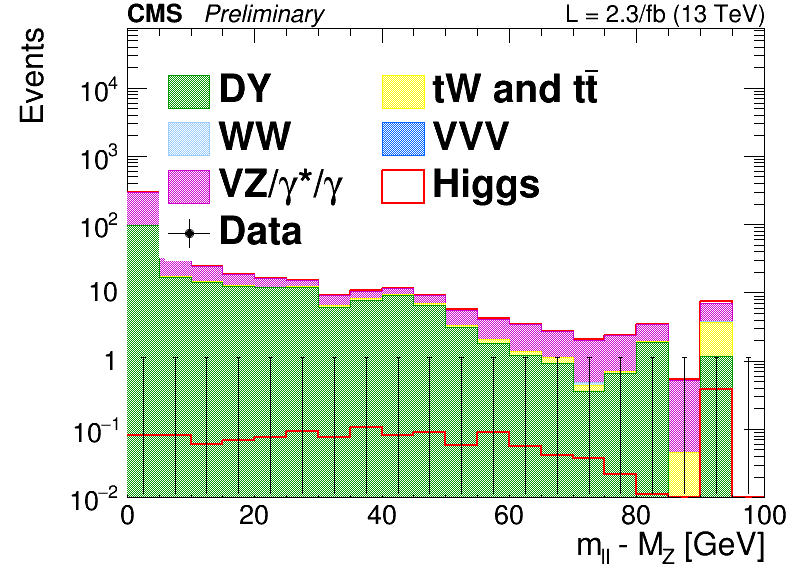 CMS Preliminary L = 2.3/fb (13 TeV)
Events
10⁴
10³
10²
10
1
10⁻¹
10⁻²
DY
tW and tt̄
WW
VVV
VZ/γ*/γ
Higgs
Data
0 20 40 60 80 100
m_ll - M_Z [GeV]